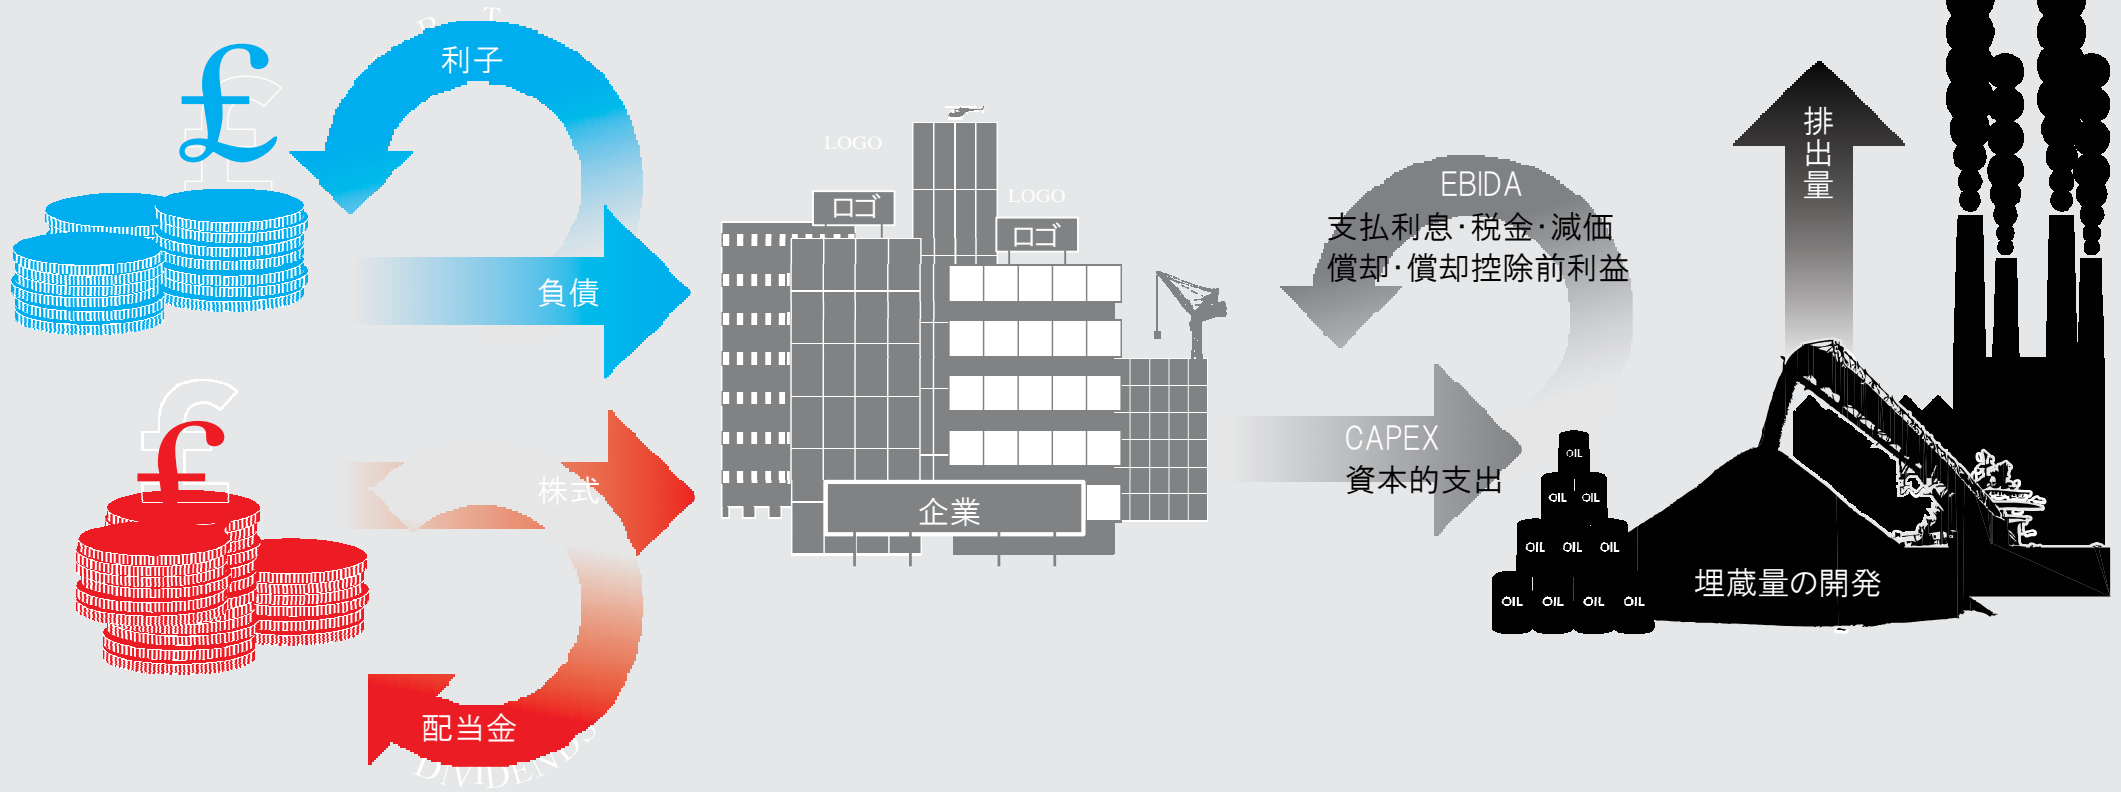 利子
負債
株式
配当金
DIVIDENDS
LOGO
ロゴ
LOGO
ロゴ
企業
EBIDA
支払利息・税金・減価
償却・償却控除前利益
CAPEX
資本的支出
排出量
OIL
OIL OIL
OIL OIL OIL
OIL OIL OIL OIL
埋蔵量の開発